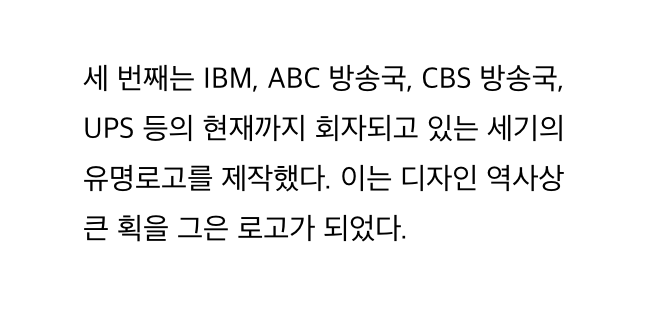 세 번째는 IBM, ABC 방송국, CBS 방송국,
UPS 등의 현재까지 회자되고 있는 세기의
유명로고를 제작했다. 이는 디자인 역사상
큰 획을 그은 로고가 되었다.